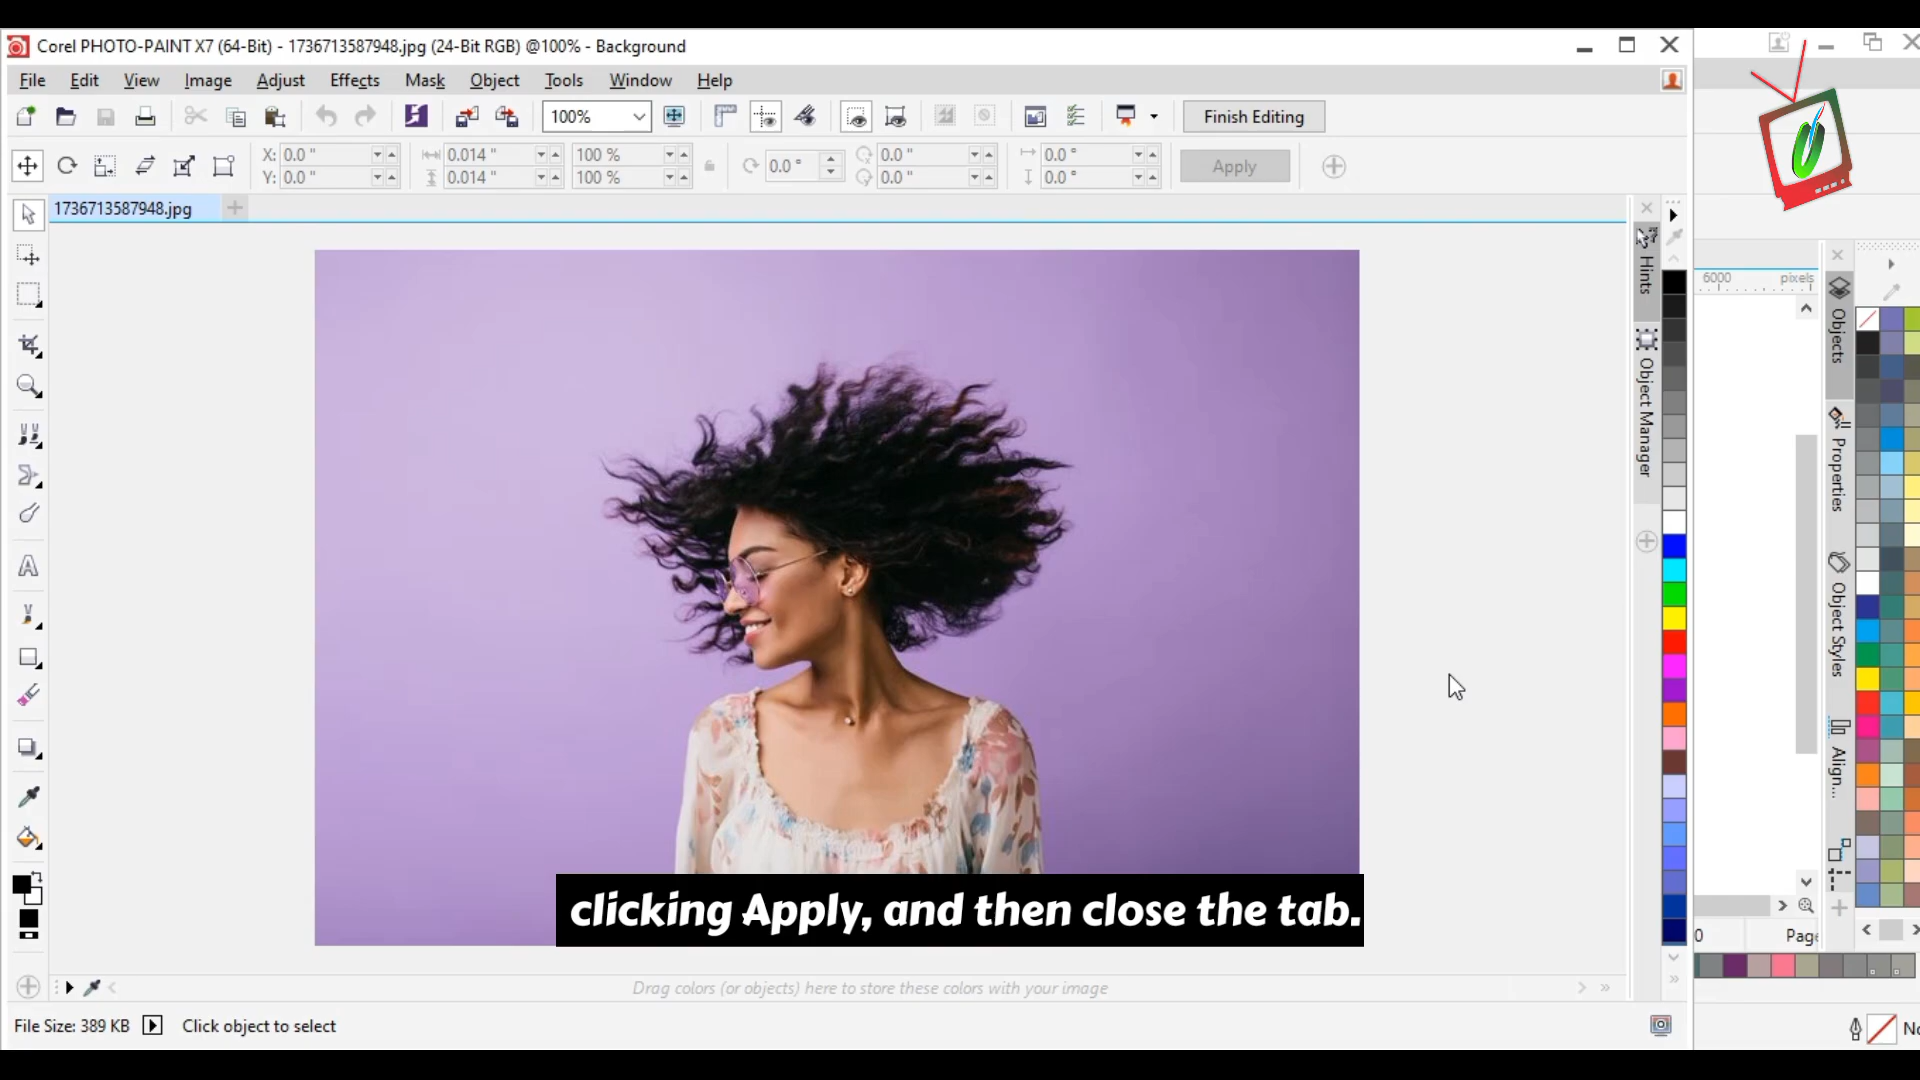 Corel PHOTO-PAINT X7 (64-Bit) - 1736713587948.jpg (24-Bit RGB) @100% - Background
File Edit View Image Adjust Effects Mask Object Tools Window Help
100% Finish Editing
X: 0.0 " 0.014 " 100 % 0.0 ° 0.0 " 0.0 ° Apply
Y: 0.0 " 0.014 " 100 % 0.0 " 0.0 °
1736713587948.jpg
Hints
Object Manager
6000 pixels
Objects
Properties
Object Styles
Align...
clicking Apply, and then close the tab.
0 Page
Drag colors (or objects) here to store these colors with your image
File Size: 389 KB Click object to select